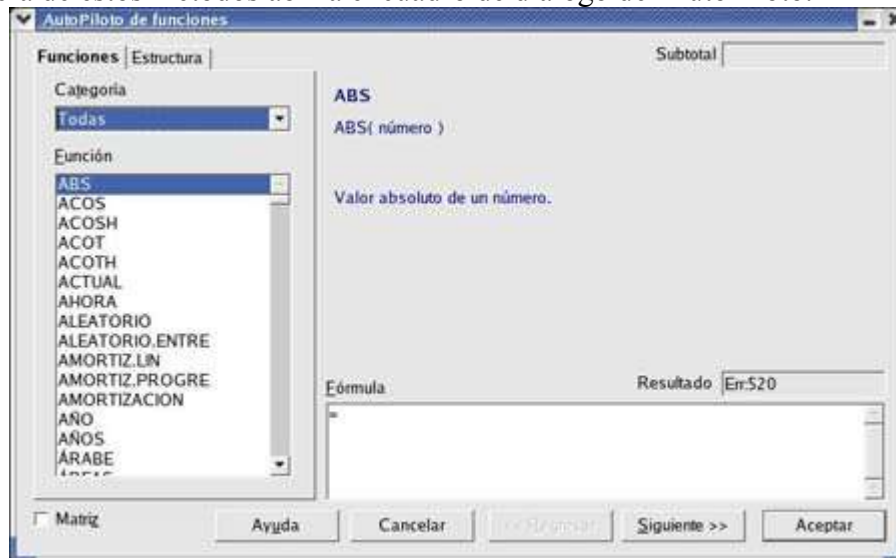 AutoPiloto de funciones
Funciones Estructura
Subtotal
Categoría
Todas
Función
ABS
ACOS
ACOSH
ACOT
ACOTH
ACTUAL
AHORA
ALEATORIO
ALEATORIO.ENTRE
AMORTIZ.LIN
AMORTIZ.PROGRE
AMORTIZACION
AÑO
AÑOS
ÁRABE
ABS
ABS( número )
Valor absoluto de un número.
Fórmula
Resultado Err:520
=
Matriz
Ayuda
Cancelar
Siguiente >>
Aceptar